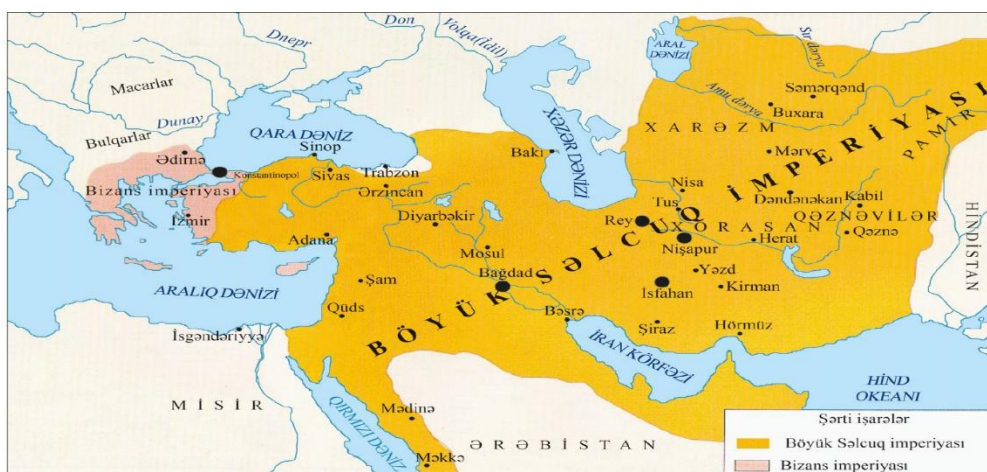 Dnepr
Don
Volqa(İdil)
ARAL
DƏNİZİ
Sır dərya
Macarlar
Dunay
Bulqarlar
QARA DƏNİZ
XƏZƏR DƏNİZİ
Amu dərya
Səmərqənd
Buxara
XARƏZM
PAMİR
Ədirnə
Konstantinopol
Sinop
Sivas
Trabzon
Ərzincan
Bakı
Mərv
Bizans imperiyası
İzmir
Nisa
Tus
Dəndənəkan
Kabil
QƏZNƏVİLƏR
Qəznə
HİNDİSTAN
Adana
Diyarbəkir
Mosul
Rey
XORASAN
Nişapur
Herat
BÖYÜK SƏLCUQ İMPERİYASI
ARALIQ DƏNİZİ
Şam
Bağdad
Yəzd
İsfahan
Kirman
Qüds
İsgəndəriyyə
Bəsrə
Şiraz
Hörmüz
İRAN KÖRFƏZİ
HİND
OKEANI
MİSİR
QIRMIZI DƏNİZ
Mədinə
Məkkə
ƏRƏBİSTAN
Şərti işarələr
Böyük Səlcuq imperiyası
Bizans imperiyası